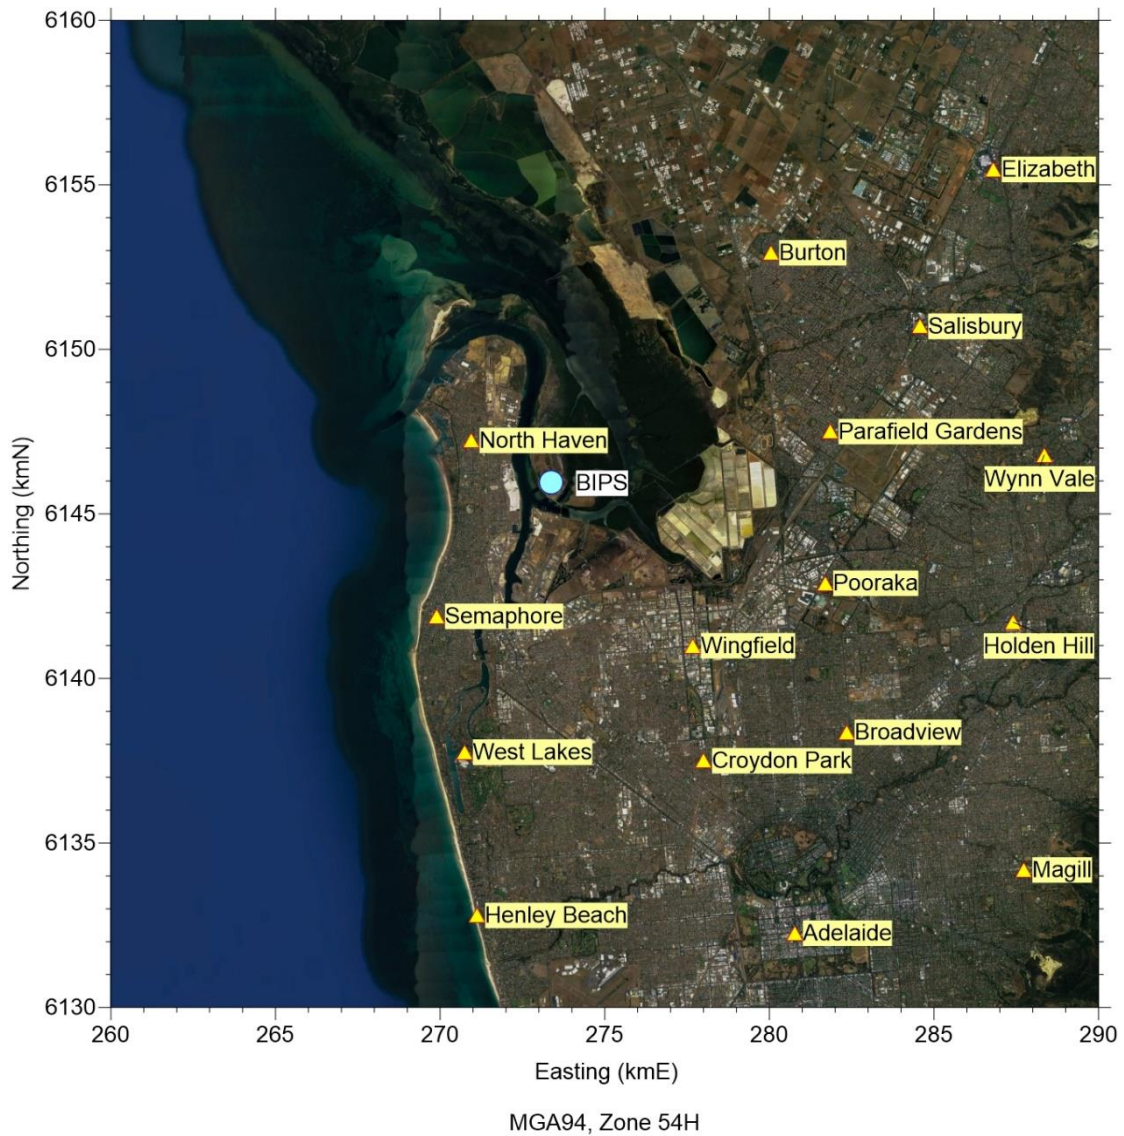 6160
6155
6150
6145
6140
6135
6130
Northing (kmN)
Elizabeth
Burton
Salisbury
North Haven
Parafield Gardens
BIPS
Wynn Vale
Pooraka
Semaphore
Wingfield
Holden Hill
Broadview
West Lakes
Croydon Park
Magill
Henley Beach
Adelaide
260 265 270 275 280 285 290
Easting (kmE)
MGA94, Zone 54H